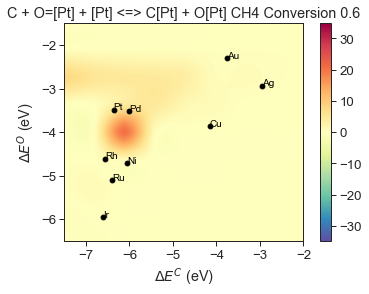 C + O=[Pt] + [Pt] <=> C[Pt] + O[Pt] CH4 Conversion 0.6
−2
−3
−4
−5
−6
ΔE^O (eV)
Au
Ag
Pt
Pd
Cu
Rh
Ni
Ru
Ir
−7
−6
−5
−4
−3
−2
ΔE^C (eV)
30
20
10
0
−10
−20
−30